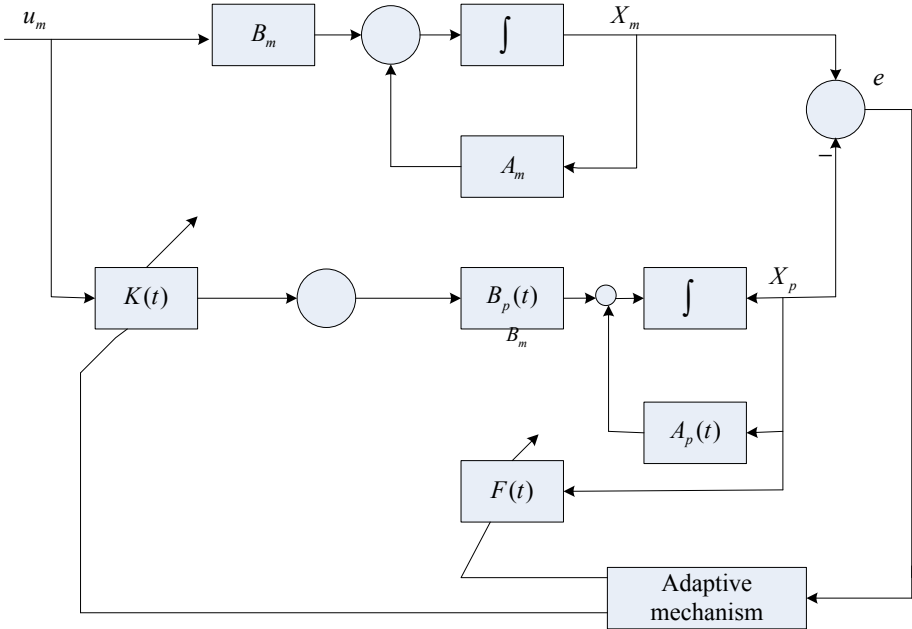 u_m
B_m
∫
X_m
e
A_m
−
K(t)
B_p(t)
B_m
∫
X_p
A_p(t)
F(t)
Adaptive
mechanism